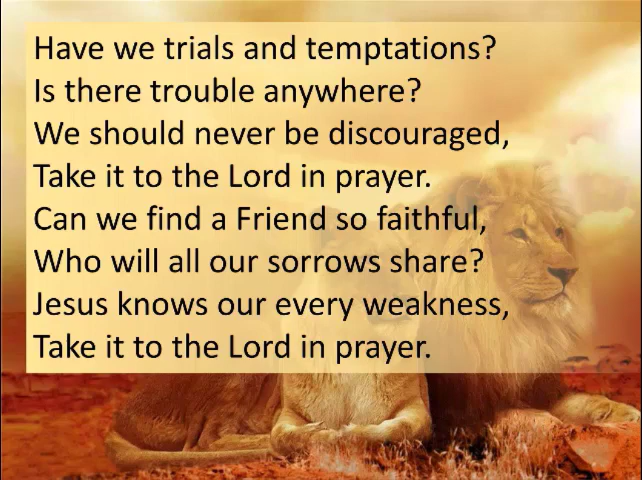 Have we trials and temptations?
Is there trouble anywhere?
We should never be discouraged,
Take it to the Lord in prayer.
Can we find a Friend so faithful,
Who will all our sorrows share?
Jesus knows our every weakness,
Take it to the Lord in prayer.